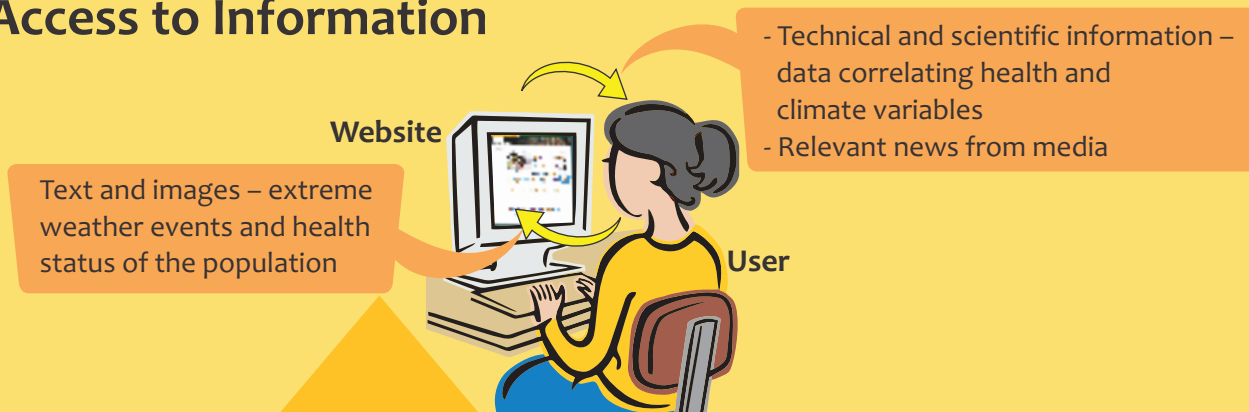 Access to Information
- Technical and scientific information –
data correlating health and
climate variables
- Relevant news from media
Website
Text and images – extreme
weather events and health
status of the population
User